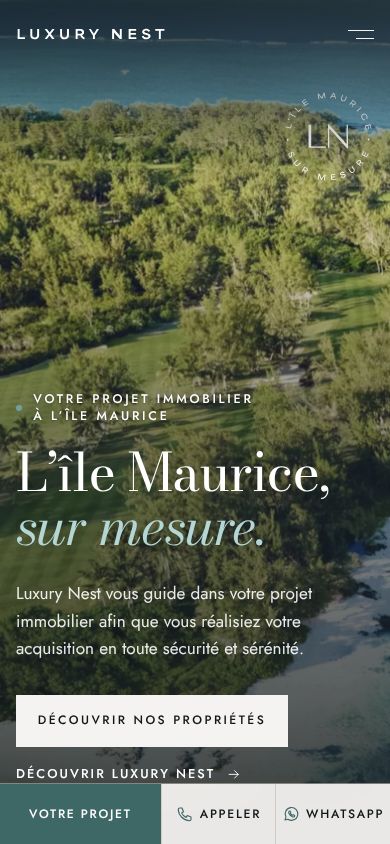 LUXURY NEST
L'ÎLE MAURICE
LN
SUR MESURE
VOTRE PROJET IMMOBILIER
À L'ÎLE MAURICE
L'île Maurice,
sur mesure.
Luxury Nest vous guide dans votre projet
immobilier afin que vous réalisiez votre
acquisition en toute sécurité et sérénité.
DÉCOUVRIR NOS PROPRIÉTÉS
DÉCOUVRIR LUXURY NEST →
VOTRE PROJET
APPELER
WHATSAPP